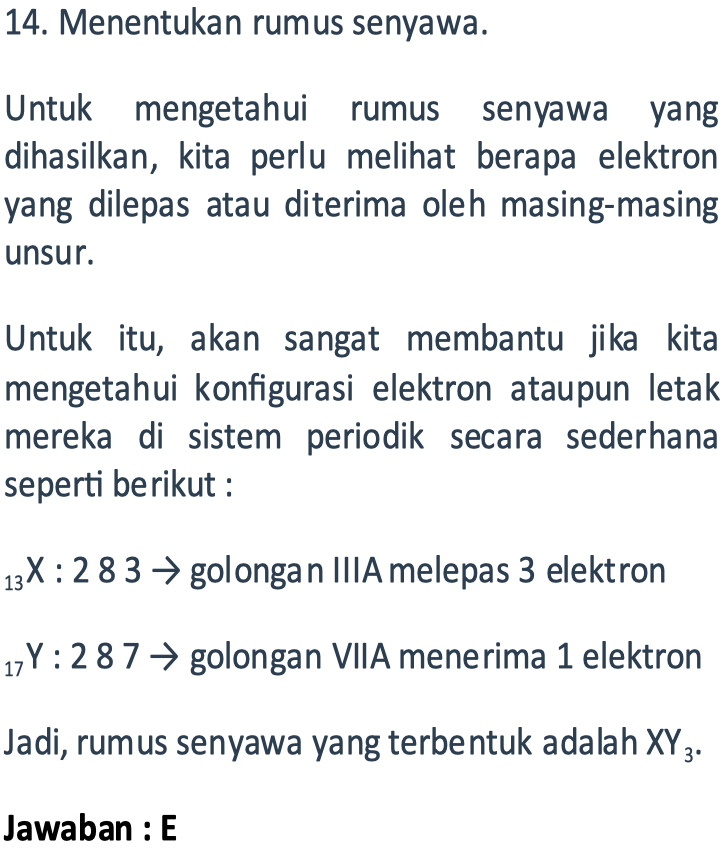 14. Menentukan rumus senyawa.
Untuk mengetahui rumus senyawa yang
dihasilkan, kita perlu melihat berapa elektron
yang dilepas atau diterima oleh masing-masing
unsur.
Untuk itu, akan sangat membantu jika kita
mengetahui konfigurasi elektron ataupun letak
mereka di sistem periodik secara sederhana
seperti berikut :
₁₃X : 2 8 3 → golongan IIIA melepas 3 elektron
₁₇Y : 2 8 7 → golongan VIIA menerima 1 elektron
Jadi, rumus senyawa yang terbentuk adalah XY₃.
Jawaban : E